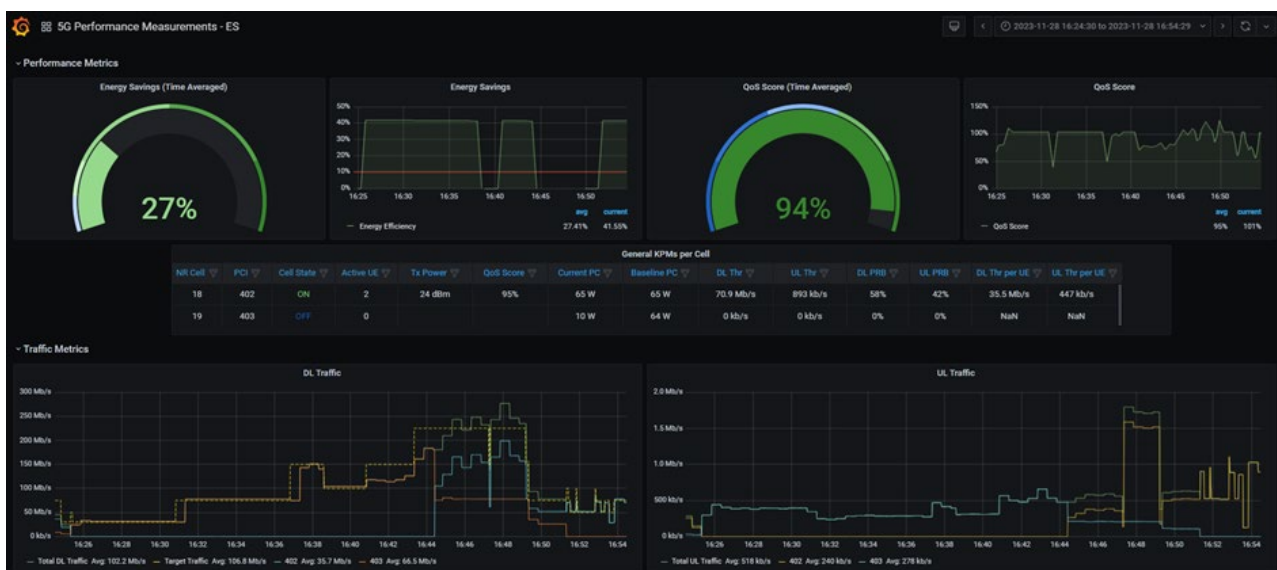 5G Performance Measurements - ES
2023-11-28 16:24:30 to 2023-11-28 16:54:29
Performance Metrics
Energy Savings (Time Averaged)
27%
Energy Savings
50%
40%
30%
20%
10%
0%
16:25 16:30 16:35 16:40 16:45 16:50
avg current
Energy Efficiency 27.41% 41.55%
QoS Score (Time Averaged)
94%
QoS Score
150%
100%
50%
0%
16:25 16:30 16:35 16:40 16:45 16:50
avg current
QoS Score 95% 101%
General KPMs per Cell
NR Cell PCI Cell State Active UE Tx Power QoS Score Current PC Baseline PC DL Thr UL Thr DL PRB UL PRB DL Thr per UE UL Thr per UE
18 402 ON 2 24 dBm 95% 65 W 65 W 70.9 Mb/s 893 kb/s 58% 42% 35.5 Mb/s 447 kb/s
19 403 OFF 0 10 W 64 W 0 kb/s 0 kb/s 0% 0% NaN NaN
Traffic Metrics
DL Traffic
300 Mb/s
250 Mb/s
200 Mb/s
150 Mb/s
100 Mb/s
50 Mb/s
0 kb/s
16:26 16:28 16:30 16:32 16:34 16:36 16:38 16:40 16:42 16:44 16:46 16:48 16:50 16:52 16:54
Total DL Traffic Avg: 102.2 Mb/s Target Traffic Avg: 106.8 Mb/s 402 Avg: 35.7 Mb/s 403 Avg: 66.5 Mb/s
UL Traffic
2.0 Mb/s
1.5 Mb/s
1.0 Mb/s
500 kb/s
0 kb/s
16:26 16:28 16:30 16:32 16:34 16:36 16:38 16:40 16:42 16:44 16:46 16:48 16:50 16:52 16:54
Total UL Traffic Avg: 518 kb/s 402 Avg: 240 kb/s 403 Avg: 278 kb/s